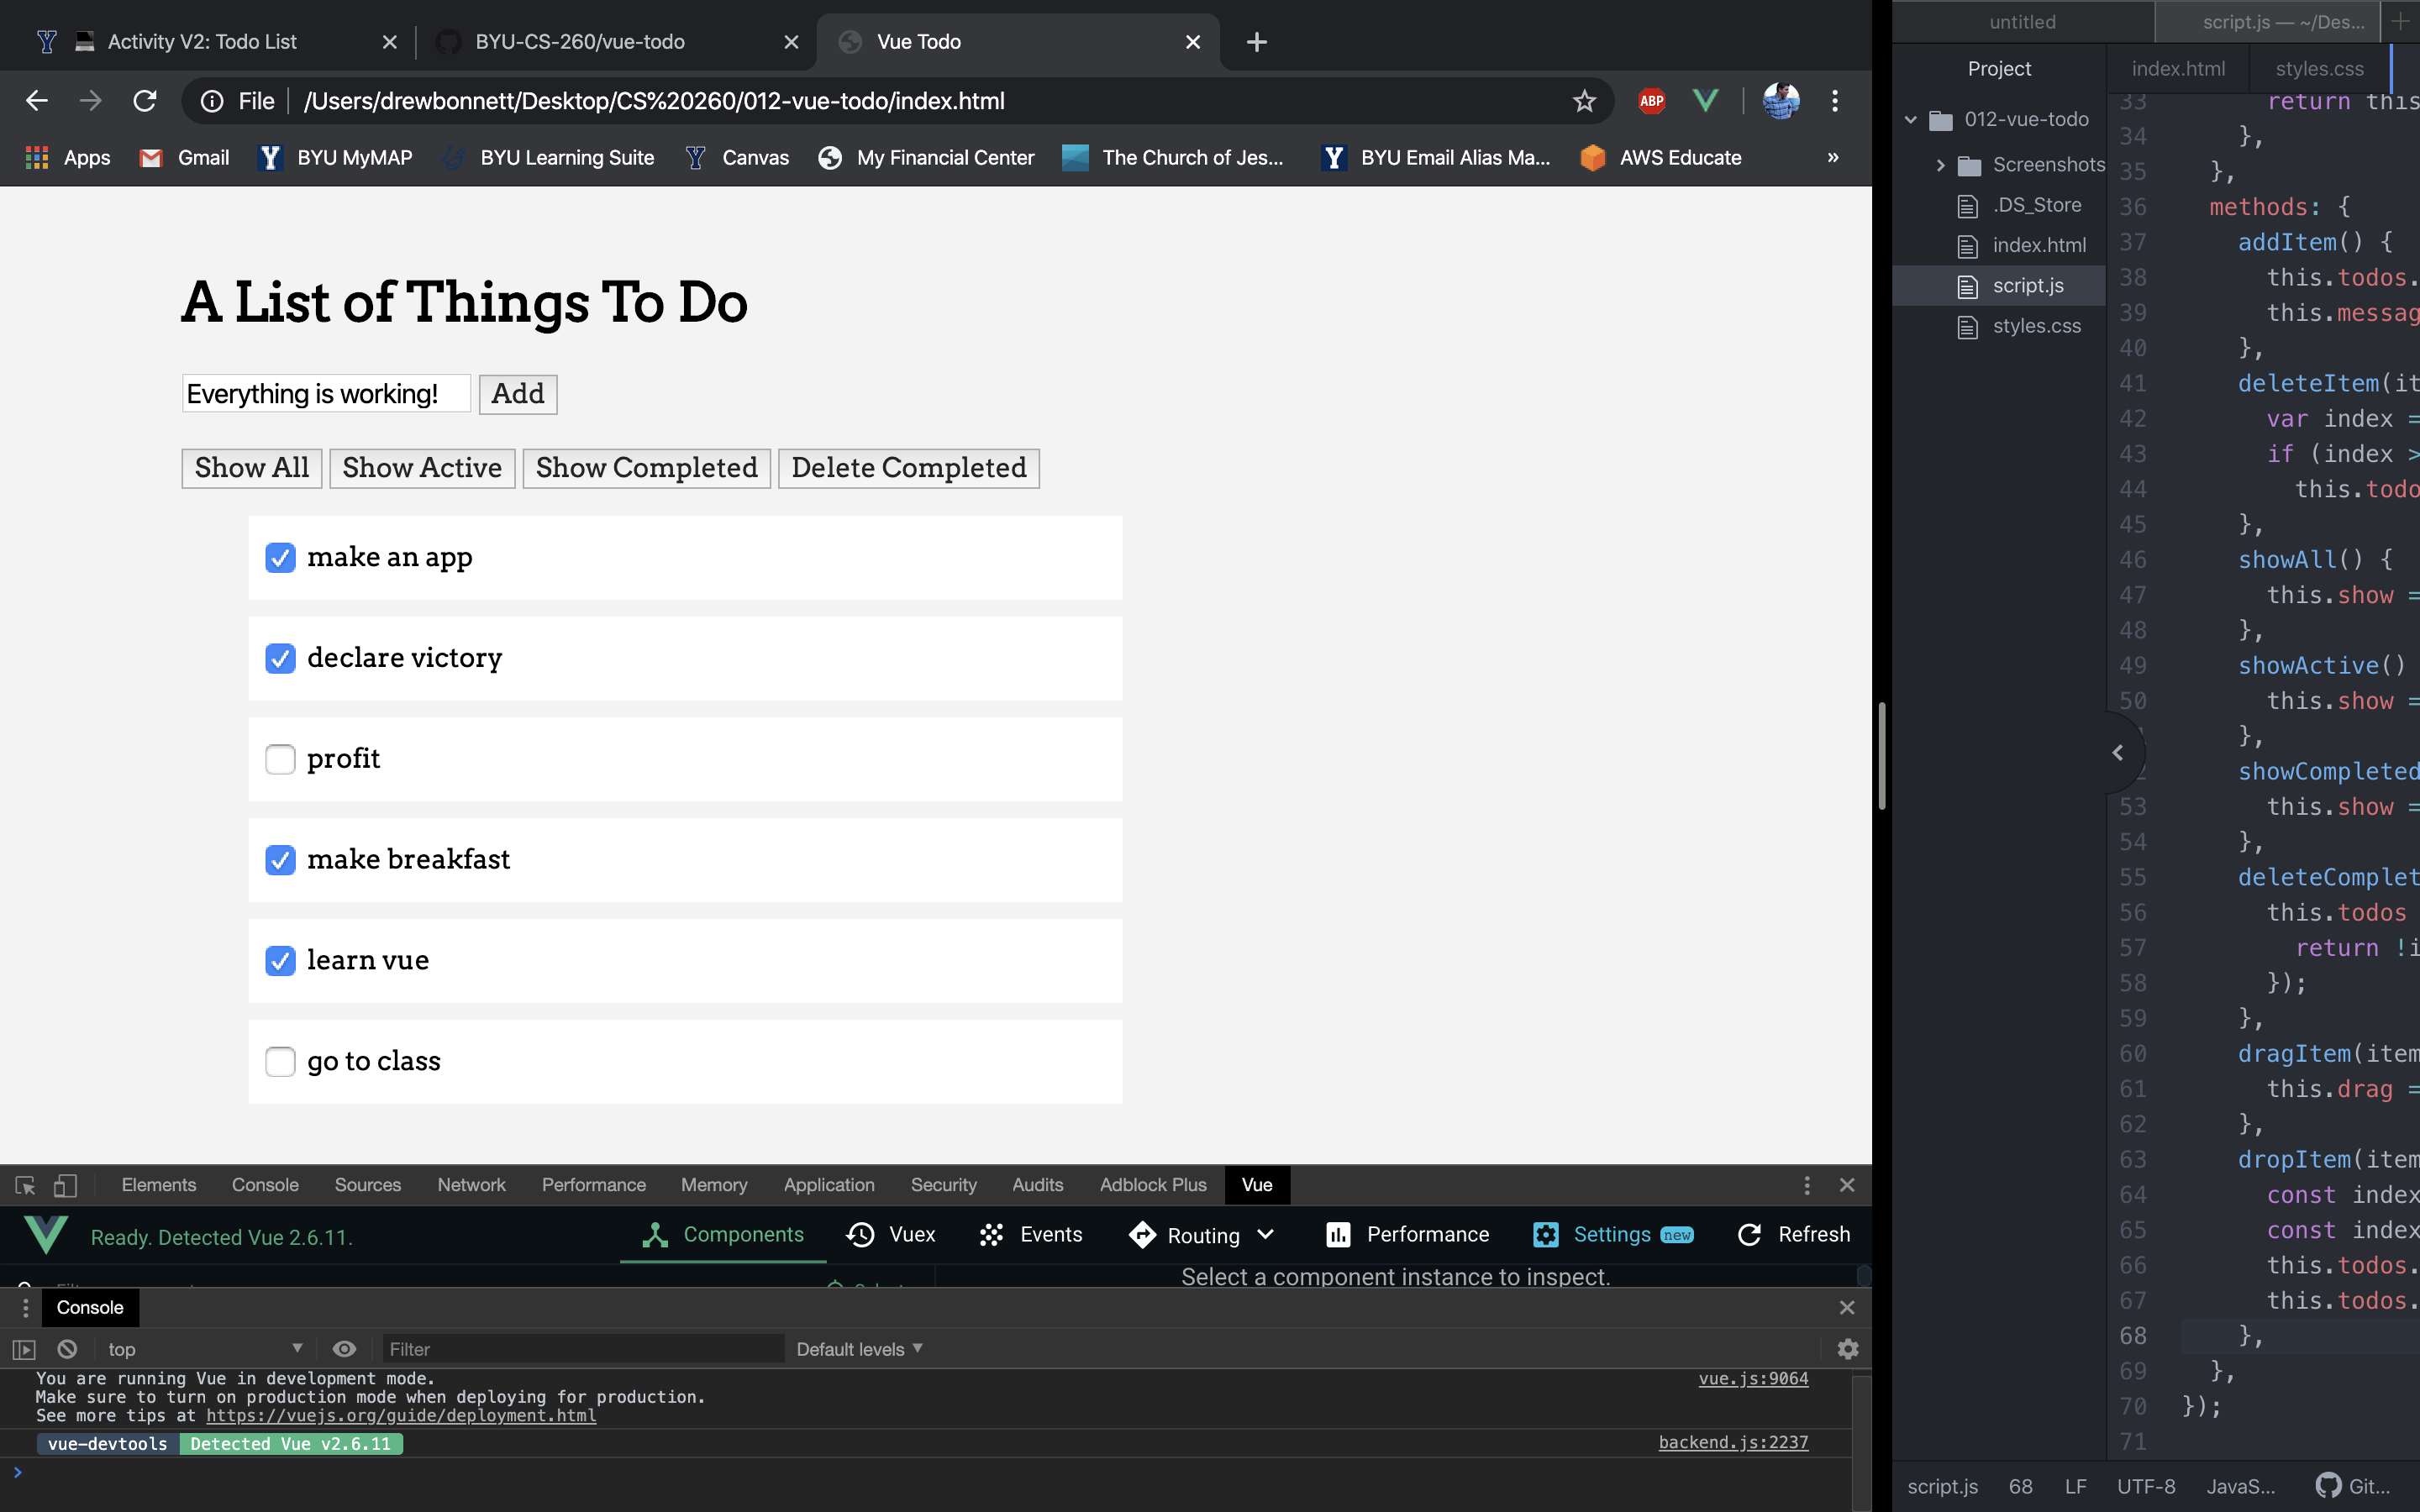 Activity V2: Todo List
BYU-CS-260/vue-todo
Vue Todo
File
/Users/drewbonnett/Desktop/CS%20260/012-vue-todo/index.html
ABP
Apps
Gmail
BYU MyMAP
BYU Learning Suite
Canvas
My Financial Center
The Church of Jes...
BYU Email Alias Ma...
AWS Educate
»
A List of Things To Do
Everything is working!
Add
Show All
Show Active
Show Completed
Delete Completed
make an app
declare victory
profit
make breakfast
learn vue
go to class
Elements
Console
Sources
Network
Performance
Memory
Application
Security
Audits
Adblock Plus
Vue
Ready. Detected Vue 2.6.11.
Components
Vuex
Events
Routing
Performance
Settings new
Refresh
Select a component instance to inspect.
Console
top
Filter
Default levels
You are running Vue in development mode.
Make sure to turn on production mode when deploying for production.
See more tips at https://vuejs.org/guide/deployment.html
vue.js:9064
vue-devtools Detected Vue v2.6.11
backend.js:2237
untitled
script.js — ~/Des...
Project
012-vue-todo
Screenshots
.DS_Store
index.html
script.js
styles.css
index.html
styles.css
33 return this
34 },
35 },
36 methods: {
37 addItem() {
38 this.todos.
39 this.messag
40 },
41 deleteItem(it
42 var index =
43 if (index >
44 this.todo
45 },
46 showAll() {
47 this.show =
48 },
49 showActive()
50 this.show =
},
showCompleted
53 this.show =
54 },
55 deleteComplet
56 this.todos
57 return !i
58 });
59 },
60 dragItem(item
61 this.drag =
62 },
63 dropItem(item
64 const index
65 const index
66 this.todos.
67 this.todos.
68 },
69 },
70 });
71
script.js
68
LF
UTF-8
JavaS...
Git...